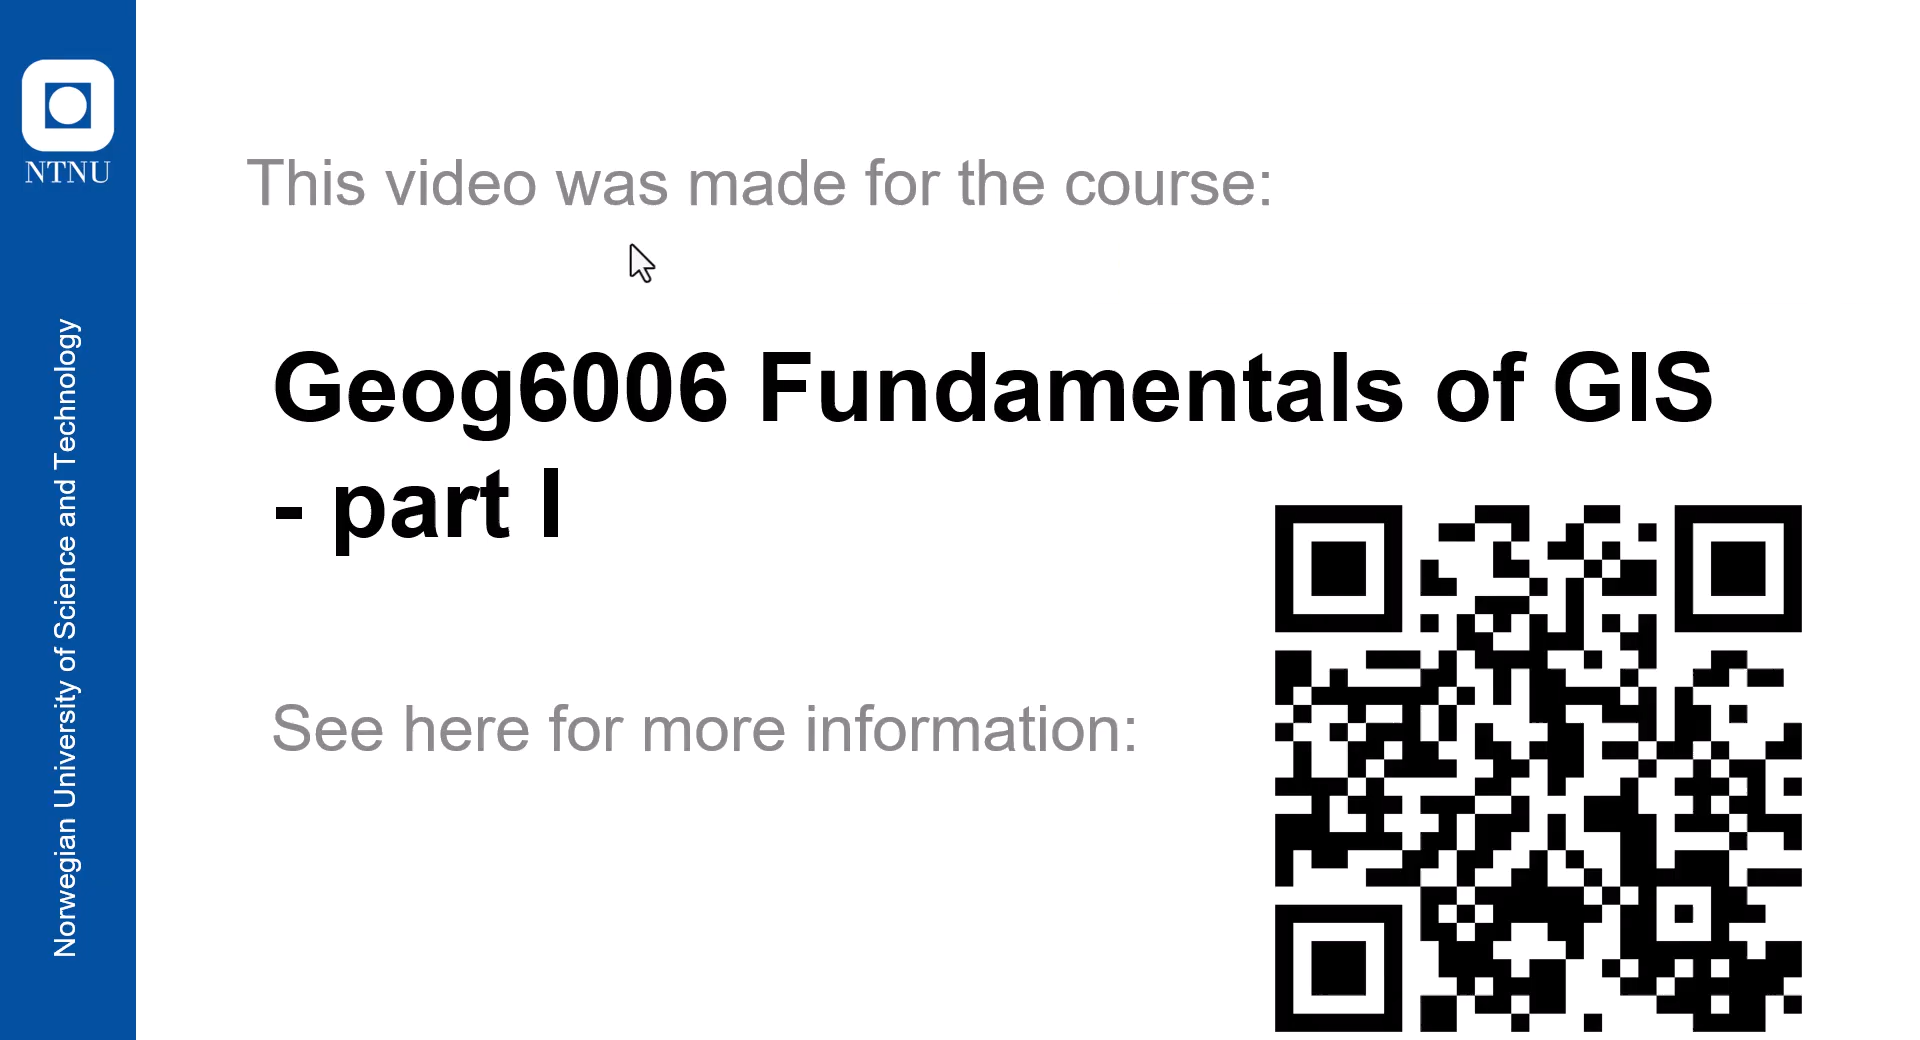 NTNU
Norwegian University of Science and Technology
This video was made for the course:
Geog6006 Fundamentals of GIS
- part I
See here for more information: